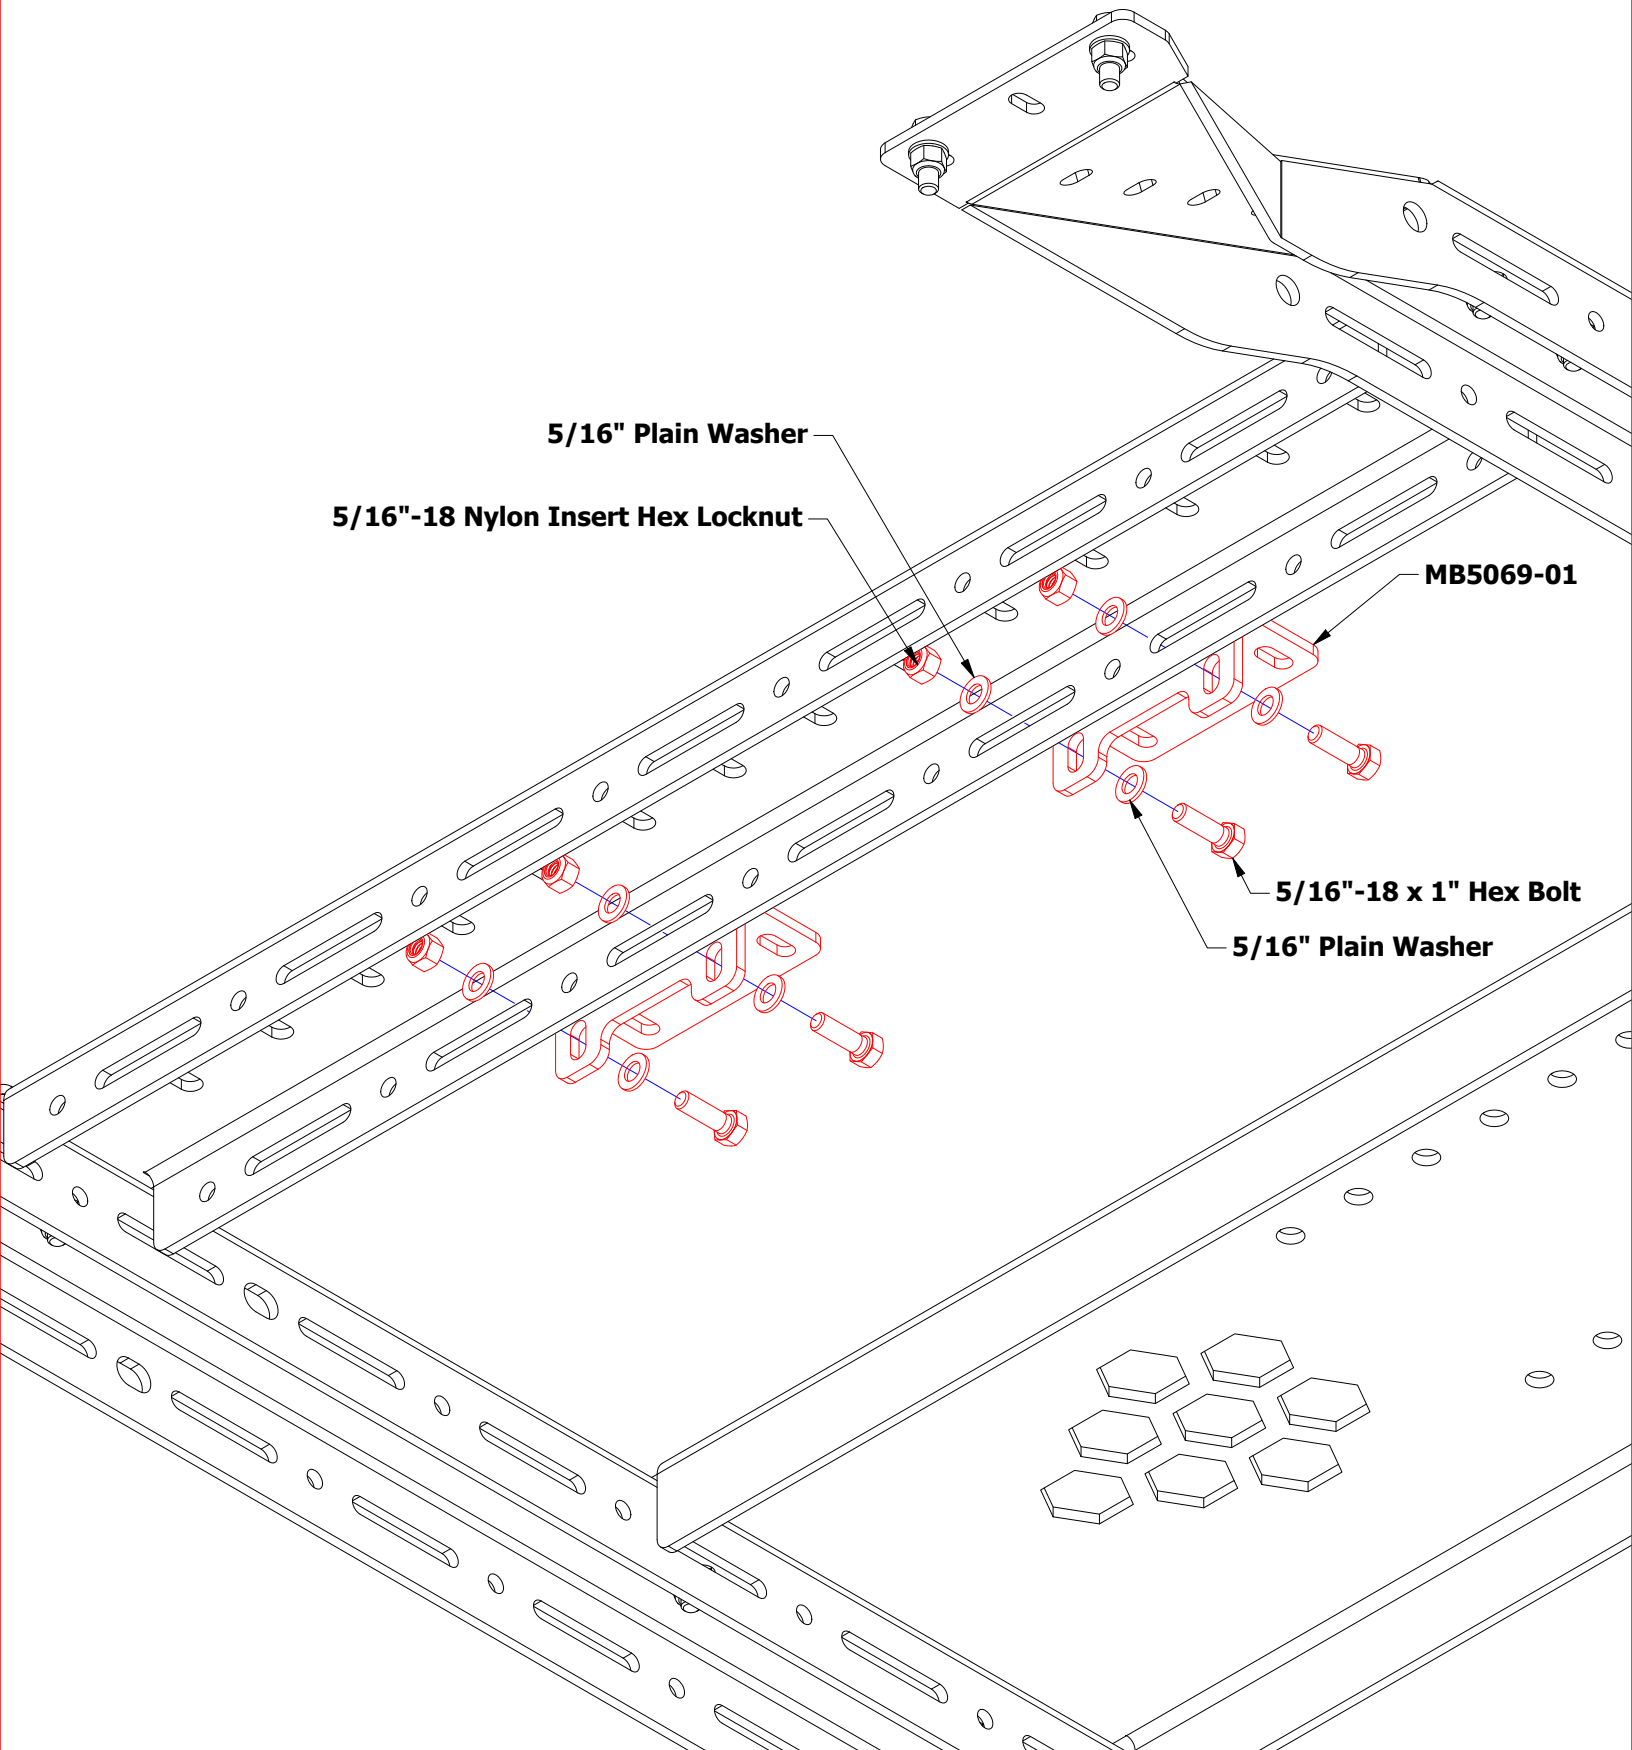 5/16" Plain Washer
5/16"-18 Nylon Insert Hex Locknut
MB5069-01
5/16"-18 x 1" Hex Bolt
5/16" Plain Washer